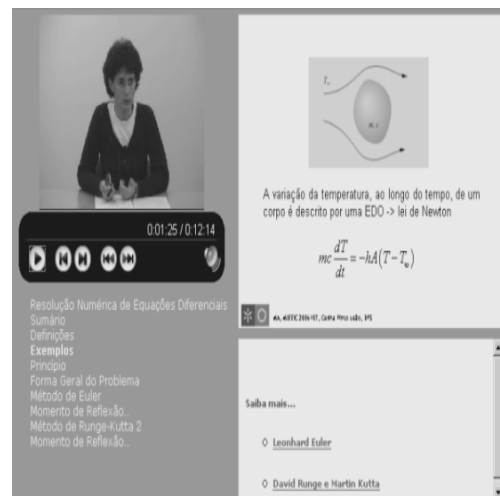 0:01:25 / 0:12:14
Resolução Numérica de Equações Diferenciais
Sumário
Definições
Exemplos
Princípio
Forma Geral do Problema
Método de Euler
Momento de Reflexão...
Método de Runge-Kutta 2
Momento de Reflexão...
A variação da temperatura, ao longo do tempo, de um
corpo é descrito por uma EDO -> lei de Newton
mc dT/dt = -hA(T - T∞)
Saiba mais...
Leonhard Euler
David Runge e Martin Kutta